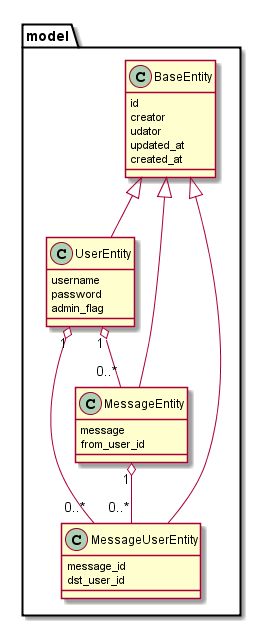 model
C BaseEntity
id
creator
udator
updated_at
created_at
C UserEntity
username
password
admin_flag
1 1
0..*
C MessageEntity
message
from_user_id
1
0..* 0..*
C MessageUserEntity
message_id
dst_user_id